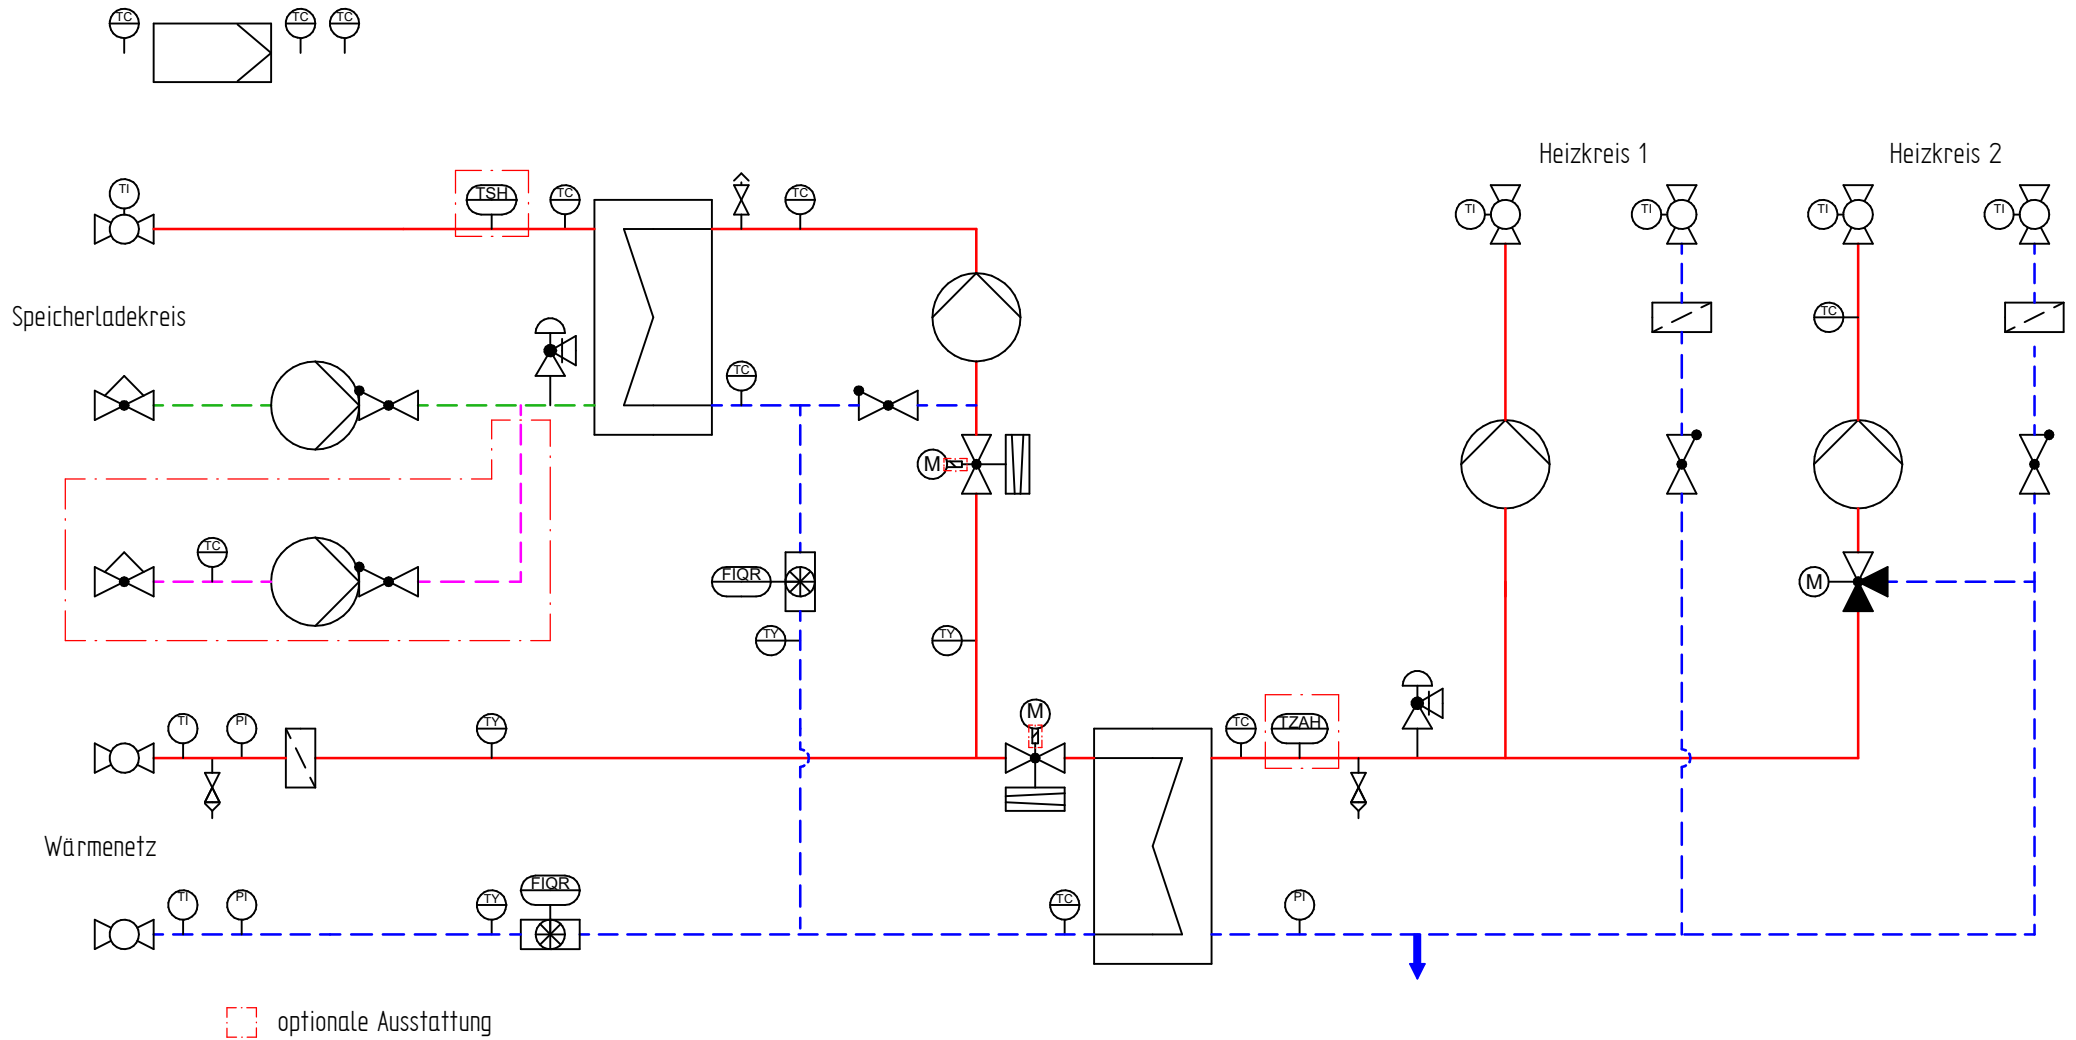 TC
TC
TC
Heizkreis 1
Heizkreis 2
TI
TSH
TC
TC
TI
TI
TI
TI
Speicherladekreis
TC
TC
M
TC
FIQR
M
TY
TY
TI
PI
TY
M
TC
TZAH
Wärmenetz
TI
PI
TY
FIQR
TC
PI
optionale Ausstattung